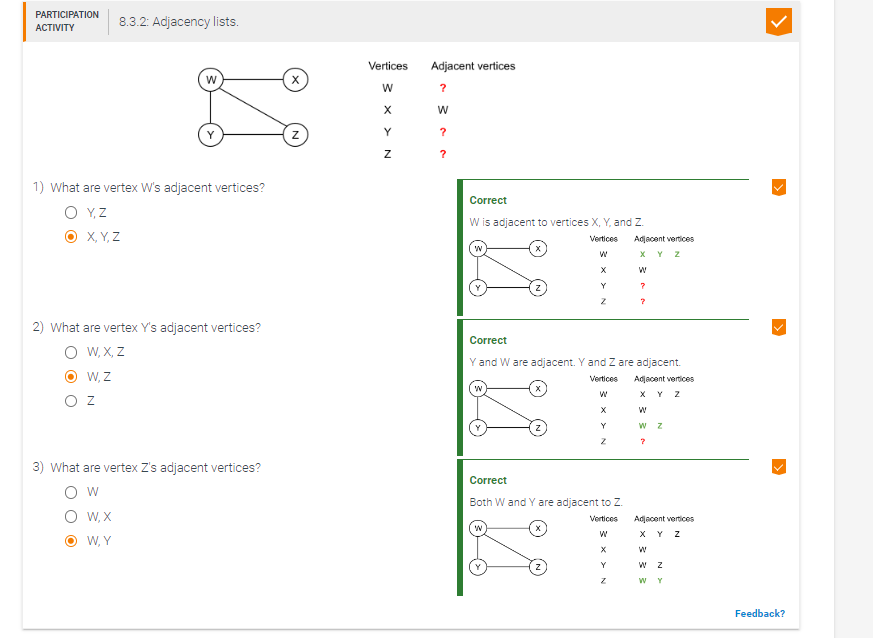 PARTICIPATION ACTIVITY 8.3.2: Adjacency lists.
W X
Y Z
Vertices Adjacent vertices
W ?
X W
Y ?
Z ?
1) What are vertex W's adjacent vertices?
Y, Z
X, Y, Z
Correct
W is adjacent to vertices X, Y, and Z.
W X
Y Z
Vertices Adjacent vertices
W X Y Z
X W
Y ?
Z ?
2) What are vertex Y's adjacent vertices?
W, X, Z
W, Z
Z
Correct
Y and W are adjacent. Y and Z are adjacent.
W X
Y Z
Vertices Adjacent vertices
W X Y Z
X W
Y W Z
Z ?
3) What are vertex Z's adjacent vertices?
W
W, X
W, Y
Correct
Both W and Y are adjacent to Z.
W X
Y Z
Vertices Adjacent vertices
W X Y Z
X W
Y W Z
Z W Y
Feedback?